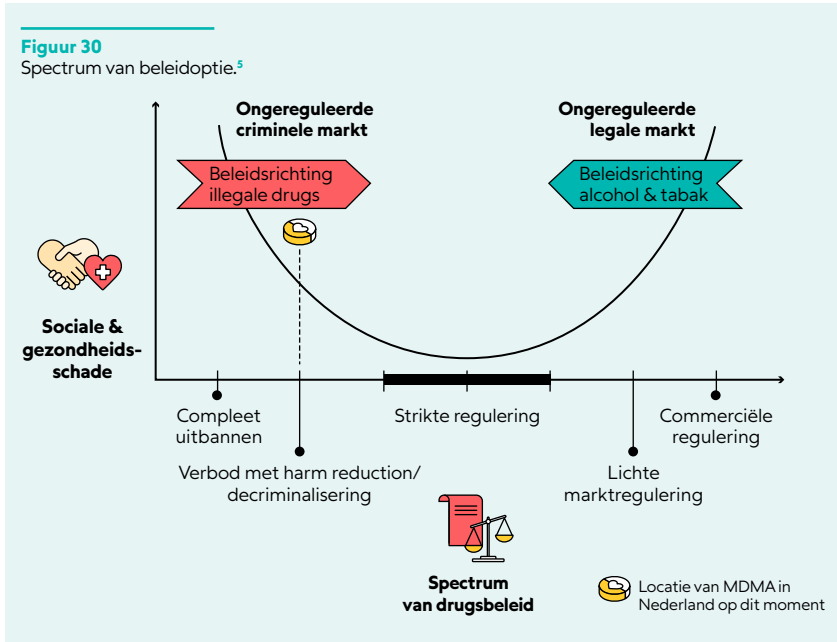 Figuur 30
Spectrum van beleidoptie.⁵
Ongereguleerde
criminele markt
Ongereguleerde
legale markt
Beleidsrichting
illegale drugs
Beleidsrichting
alcohol & tabak
Sociale &
gezondheids-
schade
Compleet
uitbannen
Strikte regulering
Commerciële
regulering
Verbod met harm reduction/
decriminalisering
Lichte
marktregulering
Spectrum
van drugsbeleid
Locatie van MDMA in
Nederland op dit moment